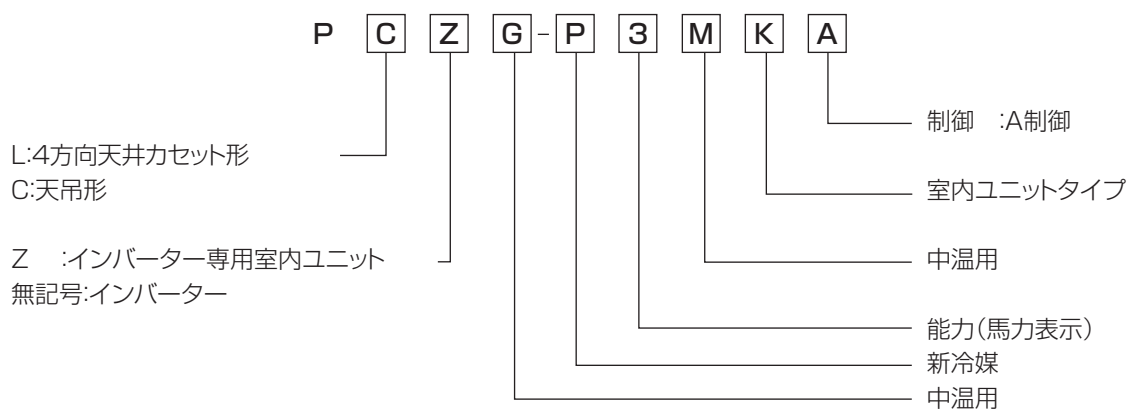 P C Z G-P 3 M K A
制御　:A制御
L:4方向天井カセット形
C:天吊形
室内ユニットタイプ
Z　:インバーター専用室内ユニット
中温用
無記号:インバーター
能力(馬力表示)
新冷媒
中温用